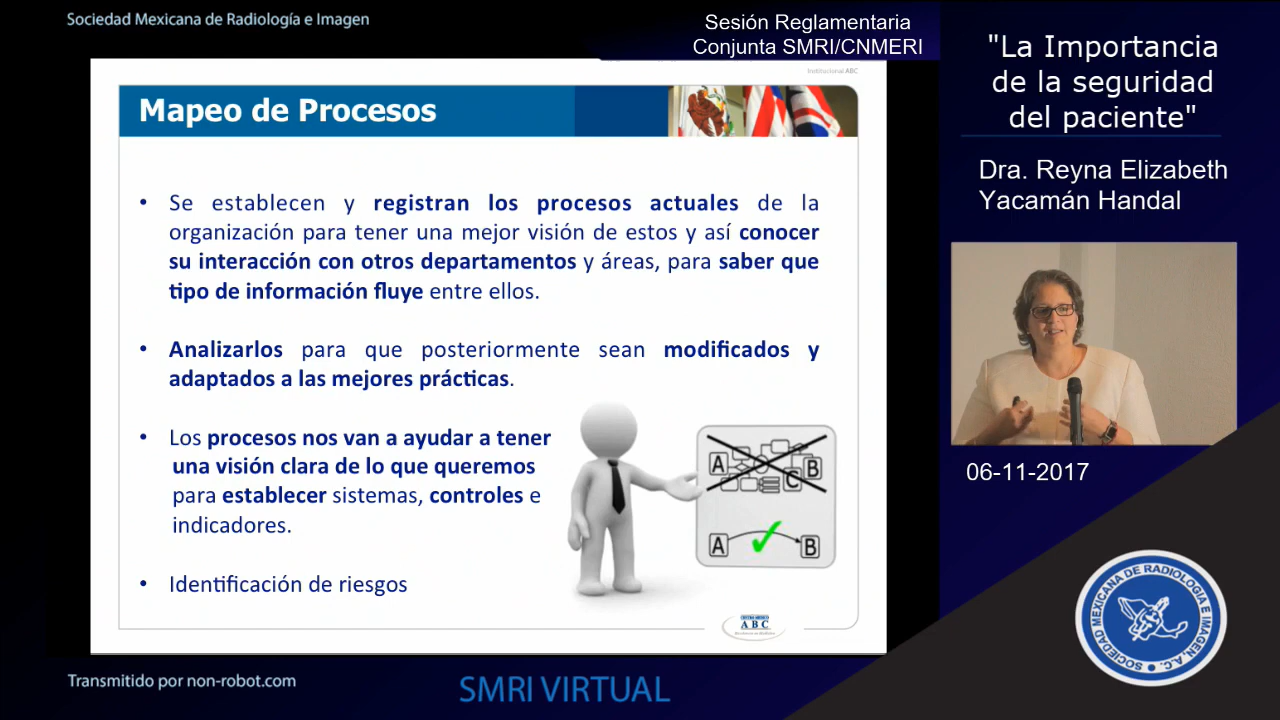 Sociedad Mexicana de Radiología e Imagen
Sesión Reglamentaria
Conjunta SMRI/CNMERI
"La Importancia
de la seguridad
del paciente"
Dra. Reyna Elizabeth
Yacamán Handal
06-11-2017
Institucional ABC
Mapeo de Procesos
• Se establecen y registran los procesos actuales de la
organización para tener una mejor visión de estos y así conocer
su interacción con otros departamentos y áreas, para saber que
tipo de información fluye entre ellos.
• Analizarlos para que posteriormente sean modificados y
adaptados a las mejores prácticas.
• Los procesos nos van a ayudar a tener
una visión clara de lo que queremos
para establecer sistemas, controles e
indicadores.
• Identificación de riesgos
A B C
A B
CENTRO MEDICO
ABC
SOCIEDAD MEXICANA DE RADIOLOGIA E IMAGEN, A.C.
Transmitido por non-robot.com
SMRI VIRTUAL